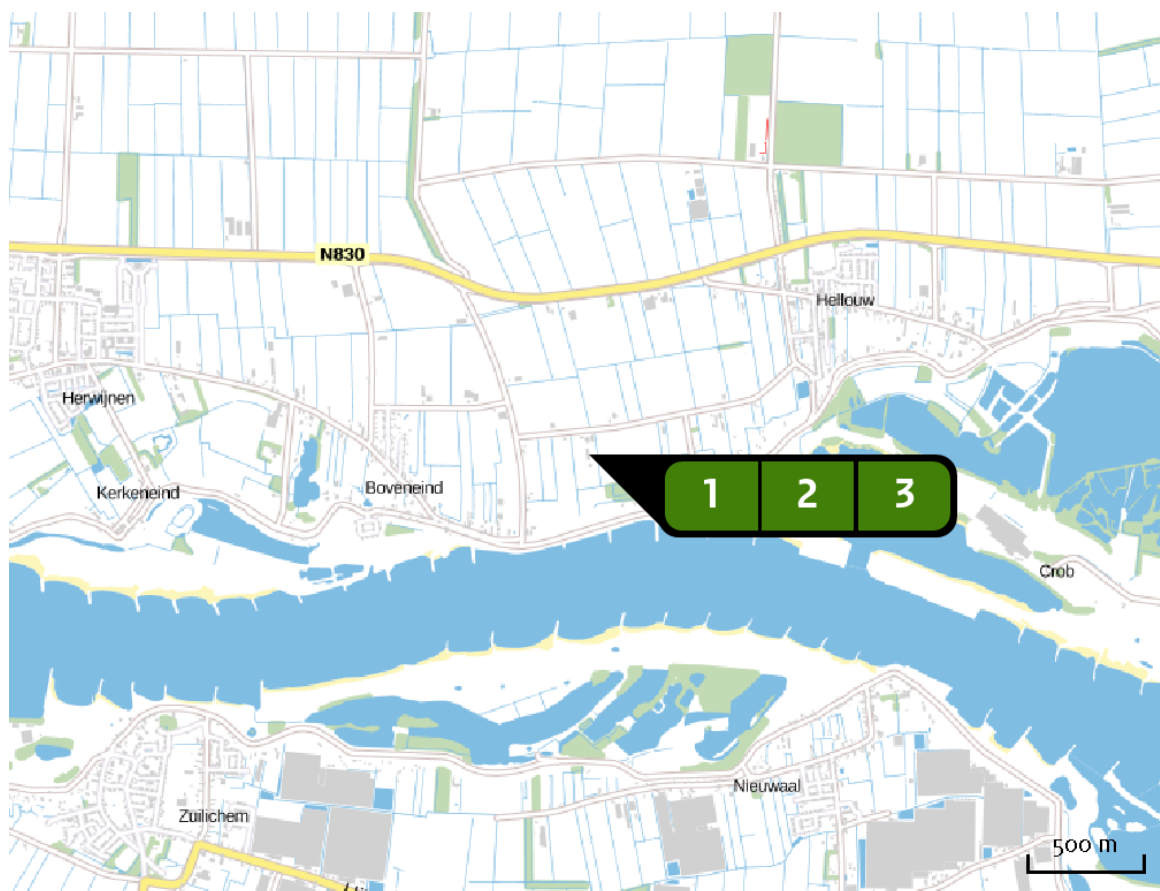 N830
Hellouw
Herwijnen
Kerkeneind
Boveneind
1 2 3
Crob
Nieuwaal
Zuilichem
500 m